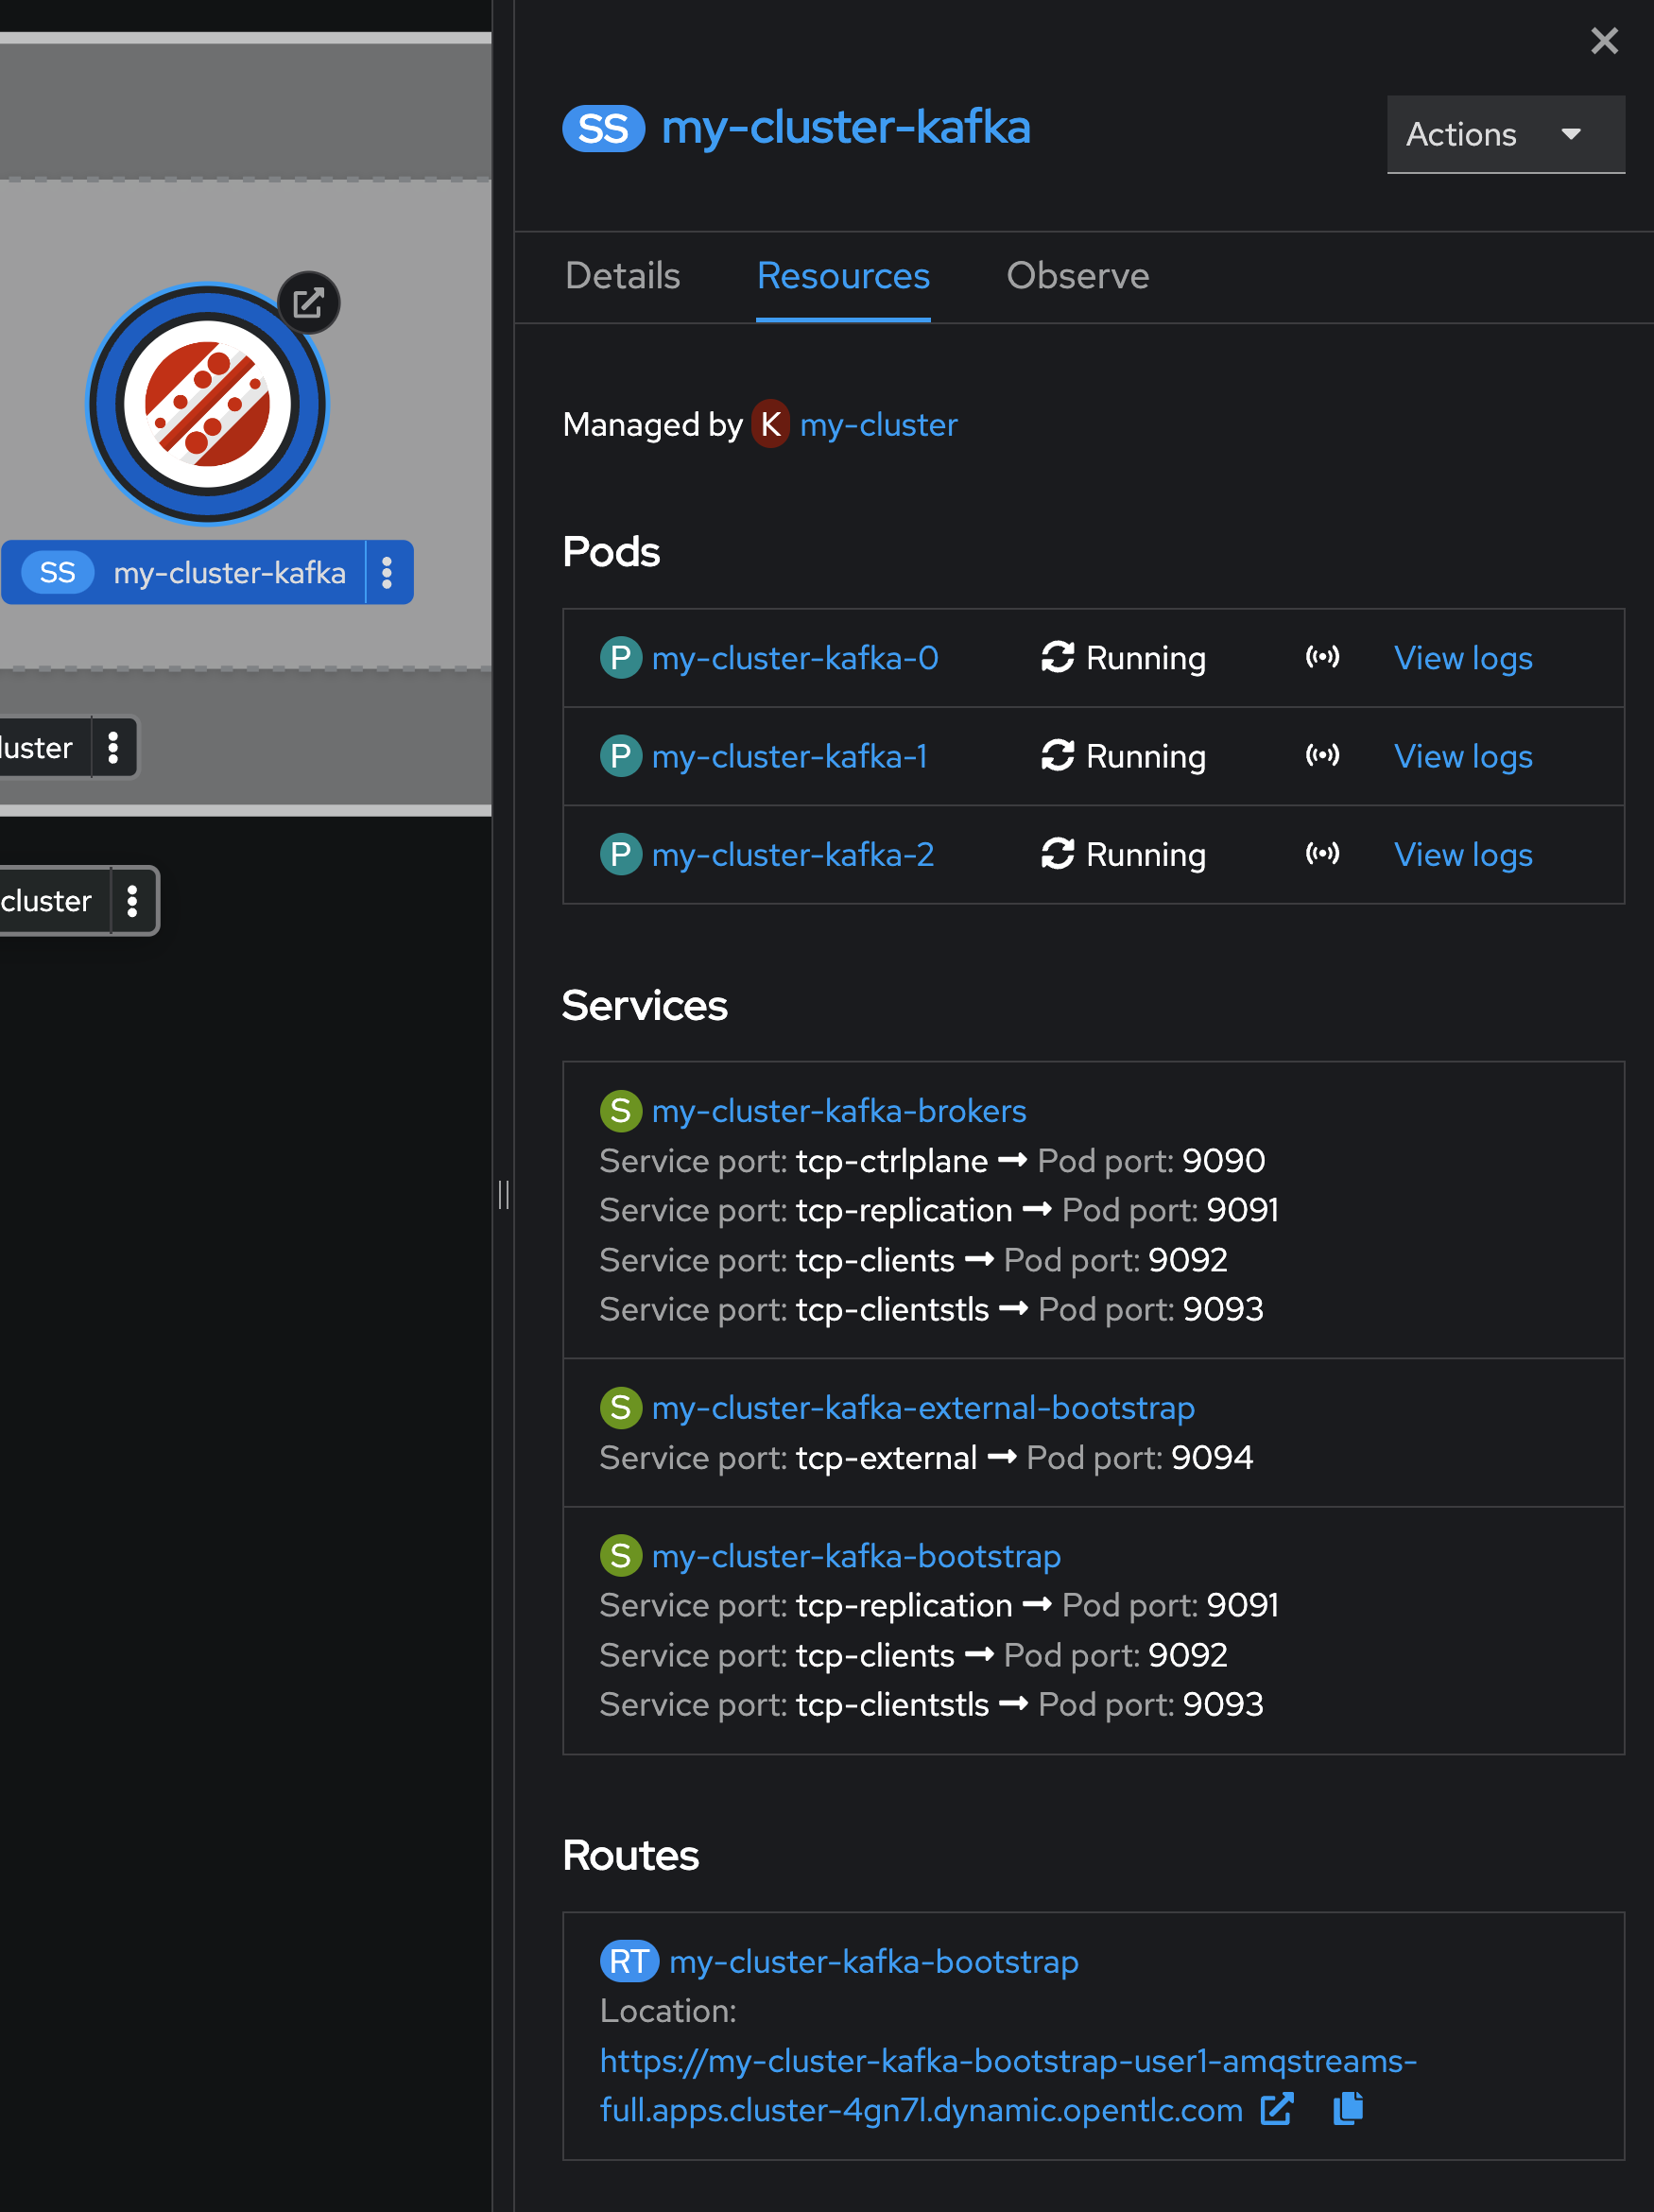 SS my-cluster-kafka
Actions
Details Resources Observe
Managed by K my-cluster
Pods
P my-cluster-kafka-0 Running View logs
P my-cluster-kafka-1 Running View logs
P my-cluster-kafka-2 Running View logs
Services
S my-cluster-kafka-brokers
Service port: tcp-ctrlplane → Pod port: 9090
Service port: tcp-replication → Pod port: 9091
Service port: tcp-clients → Pod port: 9092
Service port: tcp-clientstls → Pod port: 9093
S my-cluster-kafka-external-bootstrap
Service port: tcp-external → Pod port: 9094
S my-cluster-kafka-bootstrap
Service port: tcp-replication → Pod port: 9091
Service port: tcp-clients → Pod port: 9092
Service port: tcp-clientstls → Pod port: 9093
Routes
RT my-cluster-kafka-bootstrap
Location:
https://my-cluster-kafka-bootstrap-user1-amqstreams-
full.apps.cluster-4gn7l.dynamic.opentlc.com
SS my-cluster-kafka
luster
cluster